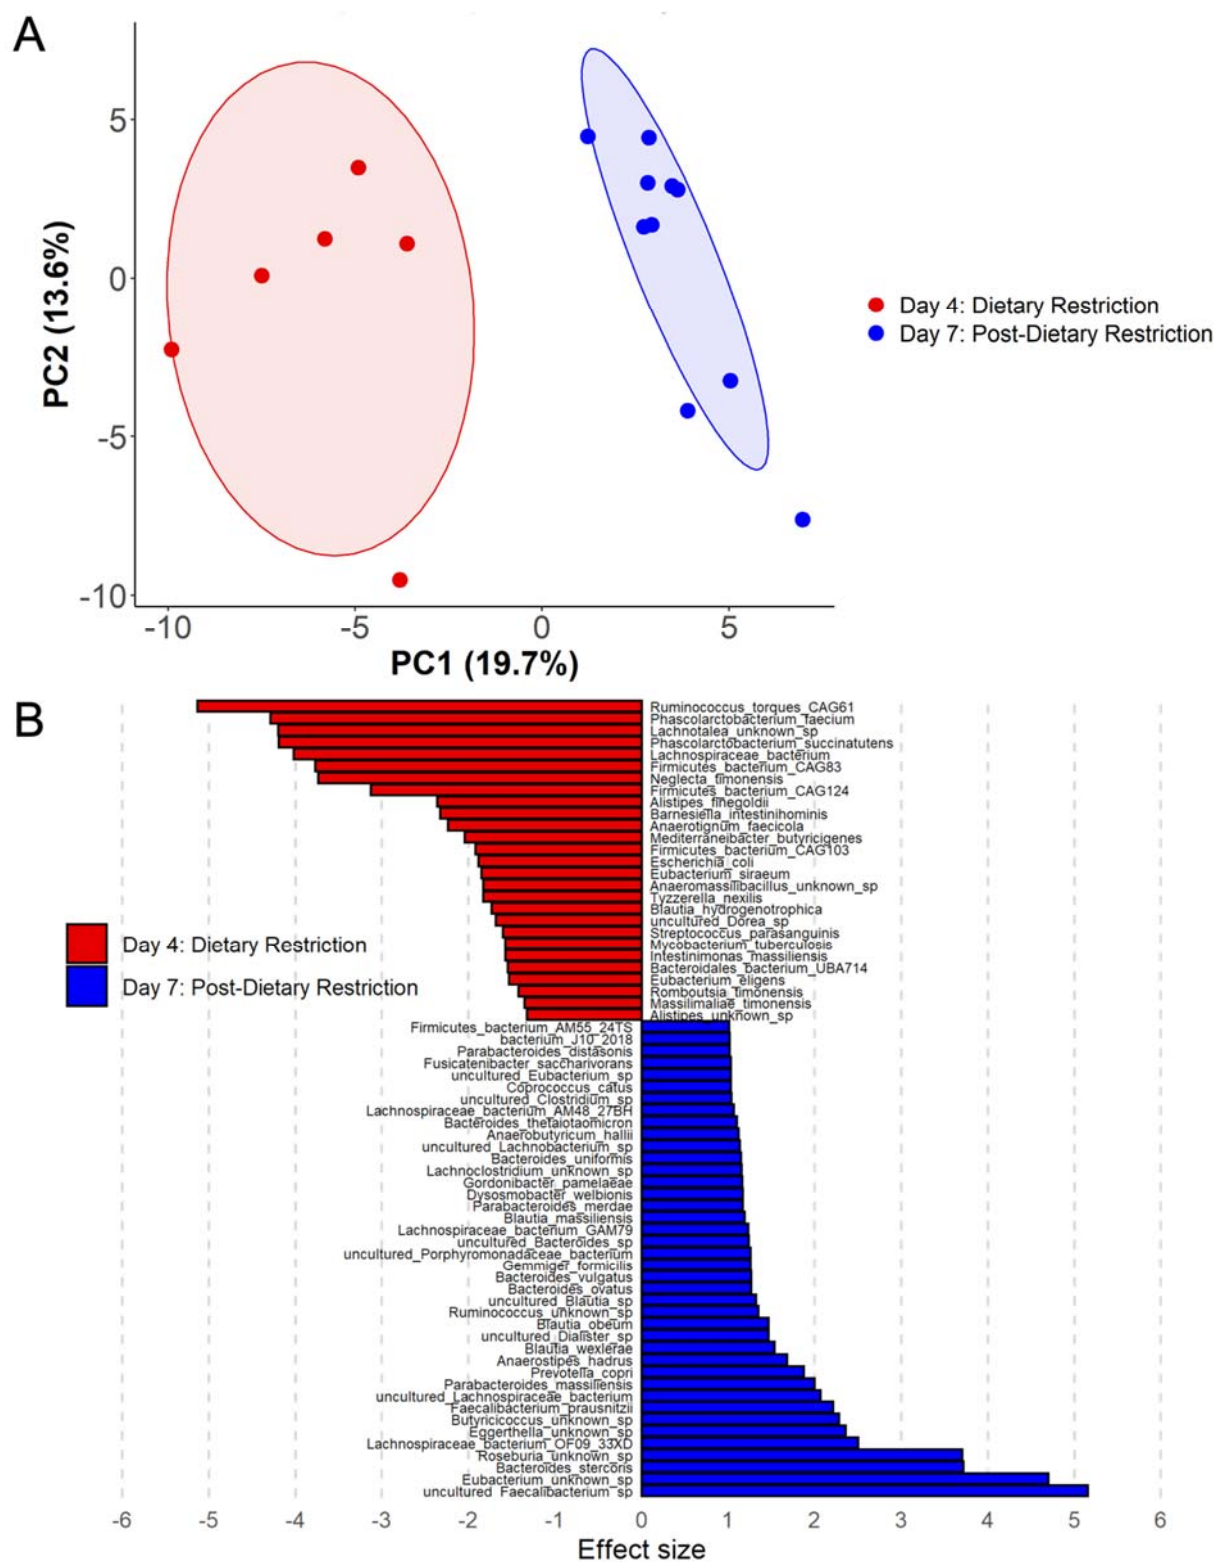 A
5
0
-5
-10
PC2 (13.6%)
-10
-5
0
5
PC1 (19.7%)
Day 4: Dietary Restriction
Day 7: Post-Dietary Restriction
B
Ruminococcus_torques_CAG61
Phascolarctobacterium_faecium
Lachnotalea_unknown_sp
Phascolarctobacterium_succinatutens
Lachnospiraceae_bacterium
Firmicutes_bacterium_CAG83
Neglecta_timonensis
Firmicutes_bacterium_CAG124
Alistipes_finegoldii
Barnesiella_intestinihominis
Anaerotignum_faecicola
Mediterraneibacter_butyricigenes
Firmicutes_bacterium_CAG103
Escherichia_coli
Eubacterium_siraeum
Anaeromassilibacillus_unknown_sp
Tyzzerella_nexilis
Blautia_hydrogenotrophica
uncultured_Dorea_sp
Streptococcus_parasanguinis
Mycobacterium_tuberculosis
Intestinimonas_massiliensis
Bacteroidales_bacterium_UBA714
Eubacterium_eligens
Romboutsia_timonensis
Massilimaliae_timonensis
Alistipes_unknown_sp
Day 4: Dietary Restriction
Day 7: Post-Dietary Restriction
Firmicutes_bacterium_AM55_24TS
bacterium_J10_2018
Parabacteroides_distasonis
Fusicatenibacter_saccharivorans
uncultured_Eubacterium_sp
Coprococcus_catus
uncultured_Clostridium_sp
Lachnospiraceae_bacterium_AM48_27BH
Bacteroides_thetaiotaomicron
Anaerobutyricum_hallii
uncultured_Lachnobacterium_sp
Bacteroides_uniformis
Lachnoclostridium_unknown_sp
Gordonibacter_pamelaeae
Dysosmobacter_welbionis
Parabacteroides_merdae
Blautia_massiliensis
Lachnospiraceae_bacterium_GAM79
uncultured_Bacteroides_sp
uncultured_Porphyromonadaceae_bacterium
Gemmiger_formicilis
Bacteroides_vulgatus
Bacteroides_ovatus
uncultured_Blautia_sp
Ruminococcus_unknown_sp
Blautia_obeum
uncultured_Dialister_sp
Blautia_wexlerae
Anaerostipes_hadrus
Prevotella_copri
Parabacteroides_massiliensis
uncultured_Lachnospiraceae_bacterium
Faecalibacterium_prausnitzii
Butyricicoccus_unknown_sp
Eggerthella_unknown_sp
Lachnospiraceae_bacterium_OF09_33XD
Roseburia_unknown_sp
Bacteroides_stercoris
Eubacterium_unknown_sp
uncultured_Faecalibacterium_sp
-6 -5 -4 -3 -2 -1 0 1 2 3 4 5 6
Effect size